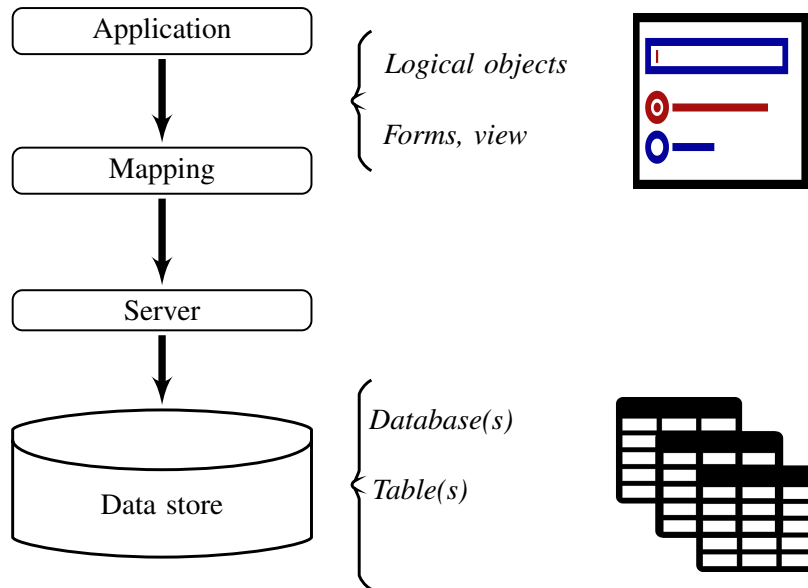 Application
Logical objects
Forms, view
Mapping
Server
Database(s)
Table(s)
Data store